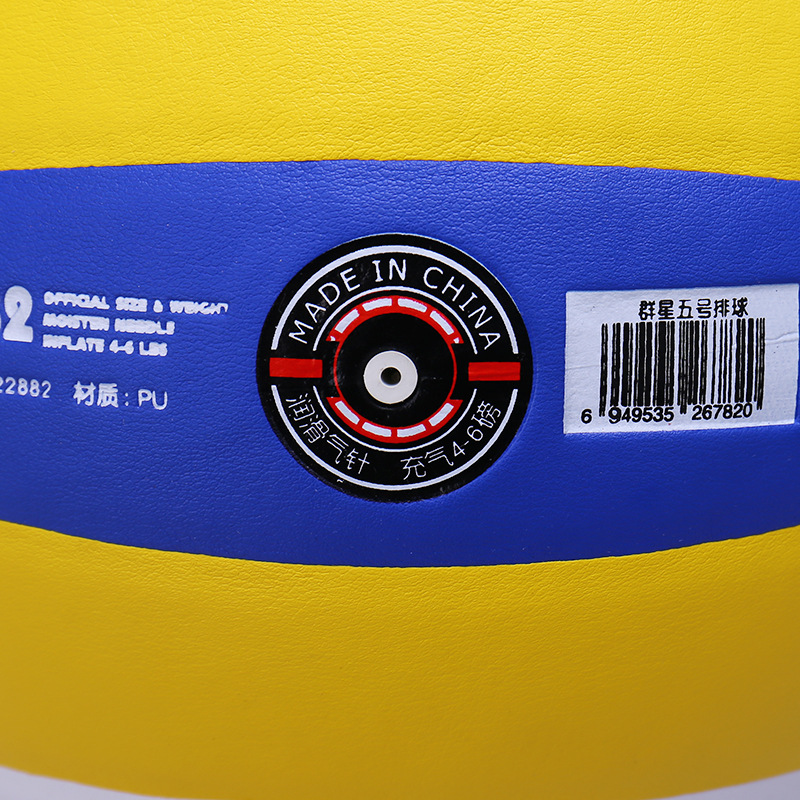 OFFICIAL SIZE & WEIGHT
MOISTEN NEEDLE
INFLATE 4-6 LBS
22882 材质:PU
MADE IN CHINA
润滑气针 充气4-6磅
群星五号排球
6 949535 267820